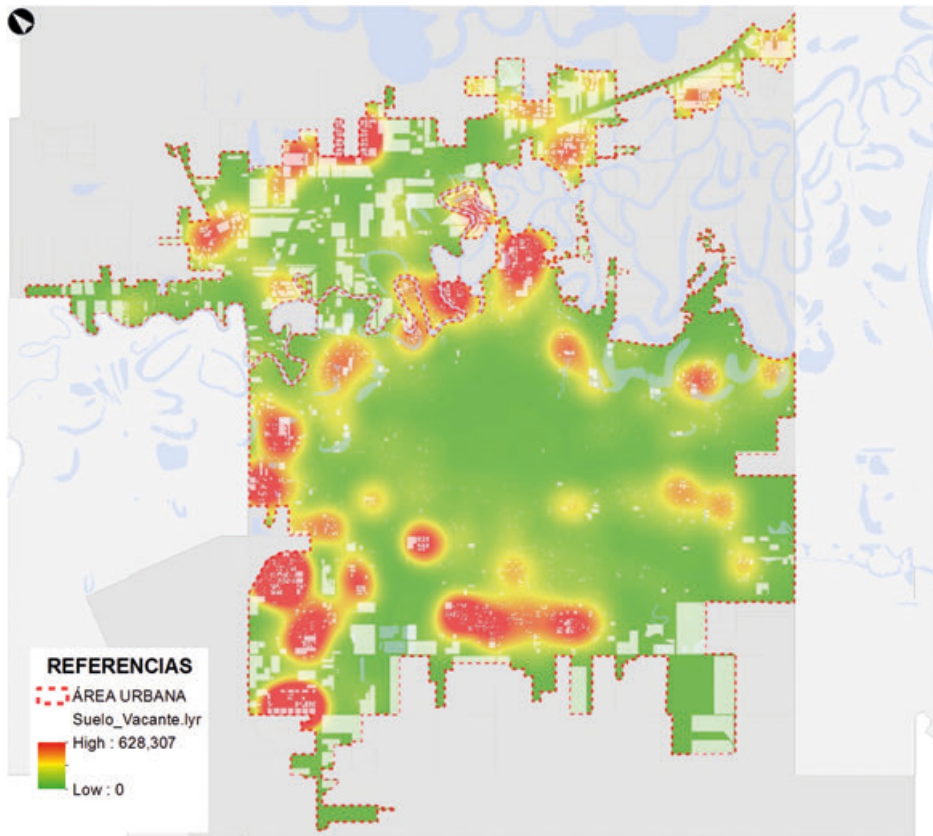 REFERENCIAS
ÁREA URBANA
Suelo_Vacante.lyr
High : 628,307
Low : 0